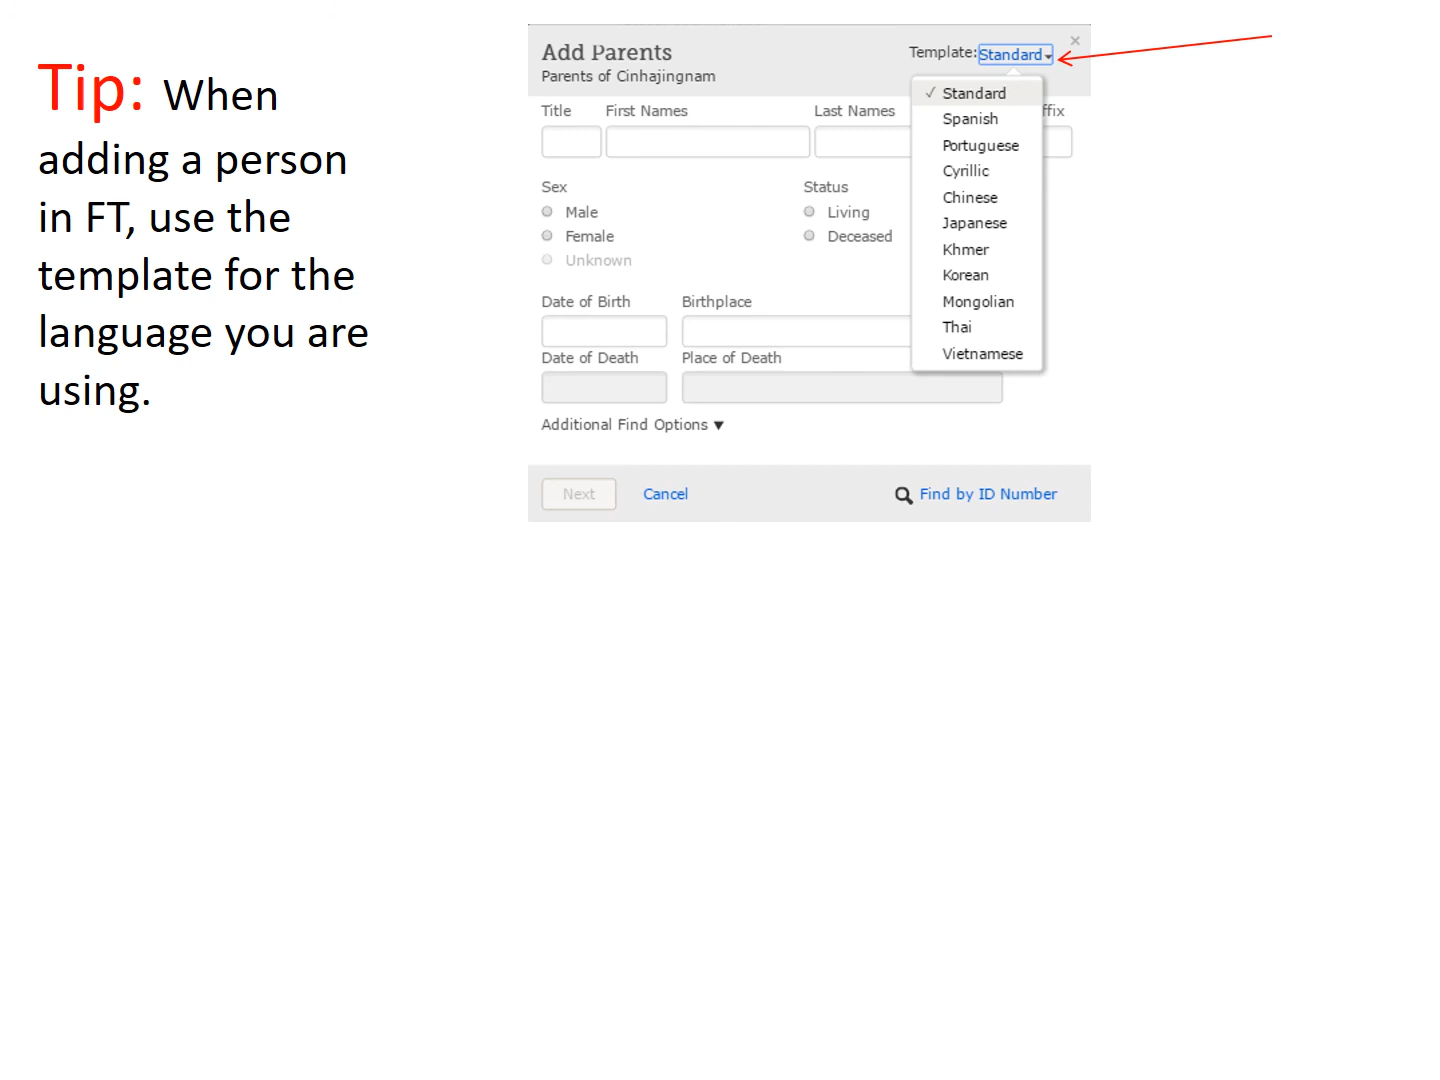 Tip: When
adding a person
in FT, use the
template for the
language you are
using.
Add Parents
Parents of Cinhajingnam
Template: Standard
Standard
Spanish
Portuguese
Cyrillic
Chinese
Japanese
Khmer
Korean
Mongolian
Thai
Vietnamese
Title First Names Last Names ffix
Sex Status
Male Living
Female Deceased
Unknown
Date of Birth Birthplace
Date of Death Place of Death
Additional Find Options
Next Cancel Find by ID Number